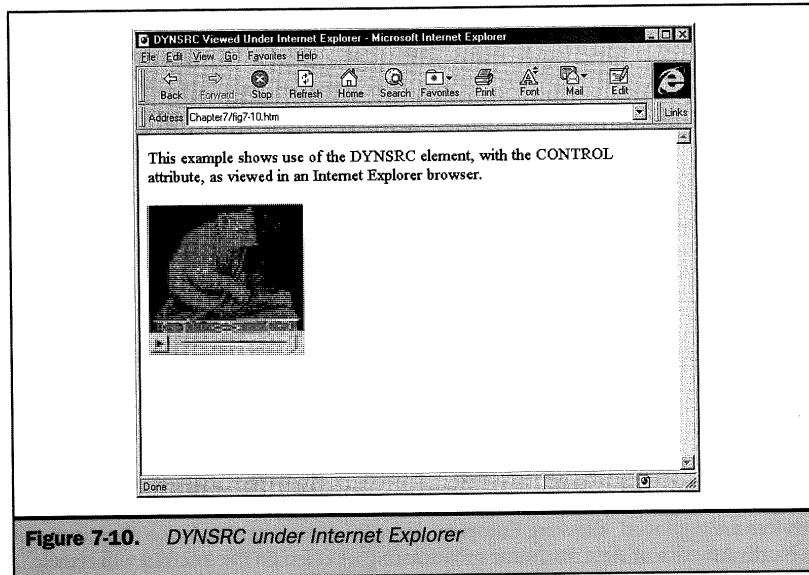 DYNSRC Viewed Under Internet Explorer - Microsoft Internet Explorer
File Edit View Go Favorites Help
Back Forward Stop Refresh Home Search Favorites Print Font Mail Edit
Address Chapter7/fig7-10.htm Links
This example shows use of the DYNSRC element, with the CONTROL
attribute, as viewed in an Internet Explorer browser.
Done
Figure 7-10. DYNSRC under Internet Explorer